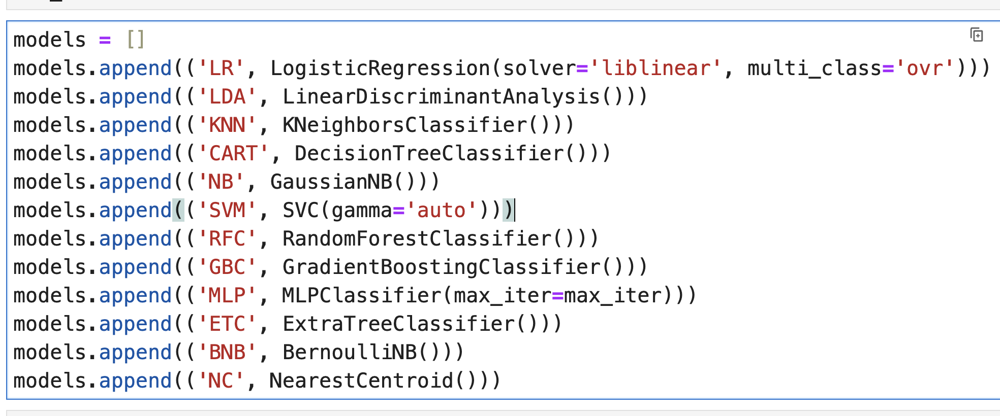 models = []
models.append(('LR', LogisticRegression(solver='liblinear', multi_class='ovr')))
models.append(('LDA', LinearDiscriminantAnalysis()))
models.append(('KNN', KNeighborsClassifier()))
models.append(('CART', DecisionTreeClassifier()))
models.append(('NB', GaussianNB()))
models.append(('SVM', SVC(gamma='auto')))
models.append(('RFC', RandomForestClassifier()))
models.append(('GBC', GradientBoostingClassifier()))
models.append(('MLP', MLPClassifier(max_iter=max_iter)))
models.append(('ETC', ExtraTreeClassifier()))
models.append(('BNB', BernoulliNB()))
models.append(('NC', NearestCentroid()))